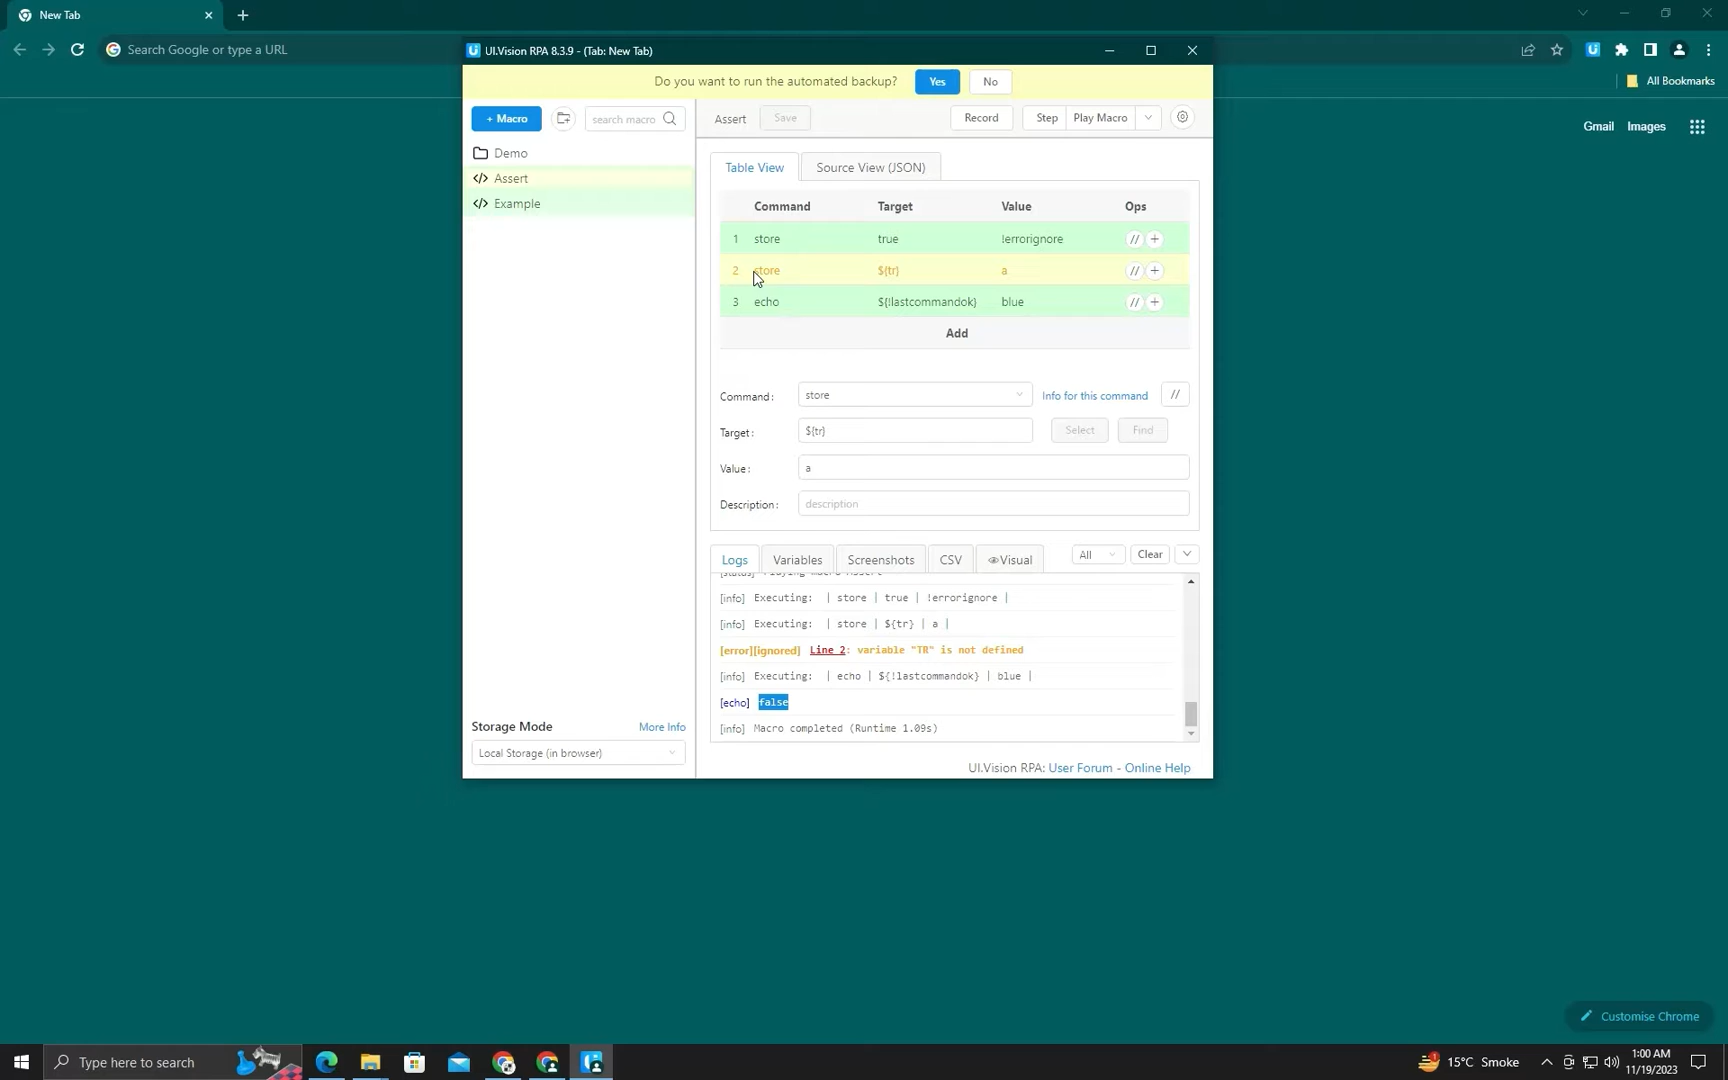 New Tab
Search Google or type a URL
All Bookmarks
Gmail Images
UI.Vision RPA 8.3.9 - (Tab: New Tab)
Do you want to run the automated backup? Yes No
+ Macro search macro
Demo
Assert
Example
Storage Mode More Info
Local Storage (in browser)
Assert Save Record Step Play Macro
Table View Source View (JSON)
Command Target Value Ops
1 store true !errorignore // +
2 store ${tr} a // +
3 echo ${!lastcommandok} blue // +
Add
Command: store Info for this command //
Target: ${tr} Select Find
Value: a
Description: description
Logs Variables Screenshots CSV Visual All Clear
[status] Playing macro Assert
[info] Executing: | store | true | !errorignore |
[info] Executing: | store | ${tr} | a |
[error][ignored] Line 2: variable "TR" is not defined
[info] Executing: | echo | ${!lastcommandok} | blue |
[echo] false
[info] Macro completed (Runtime 1.09s)
UI.Vision RPA: User Forum - Online Help
Customise Chrome
Type here to search
15°C Smoke
1:00 AM
11/19/2023